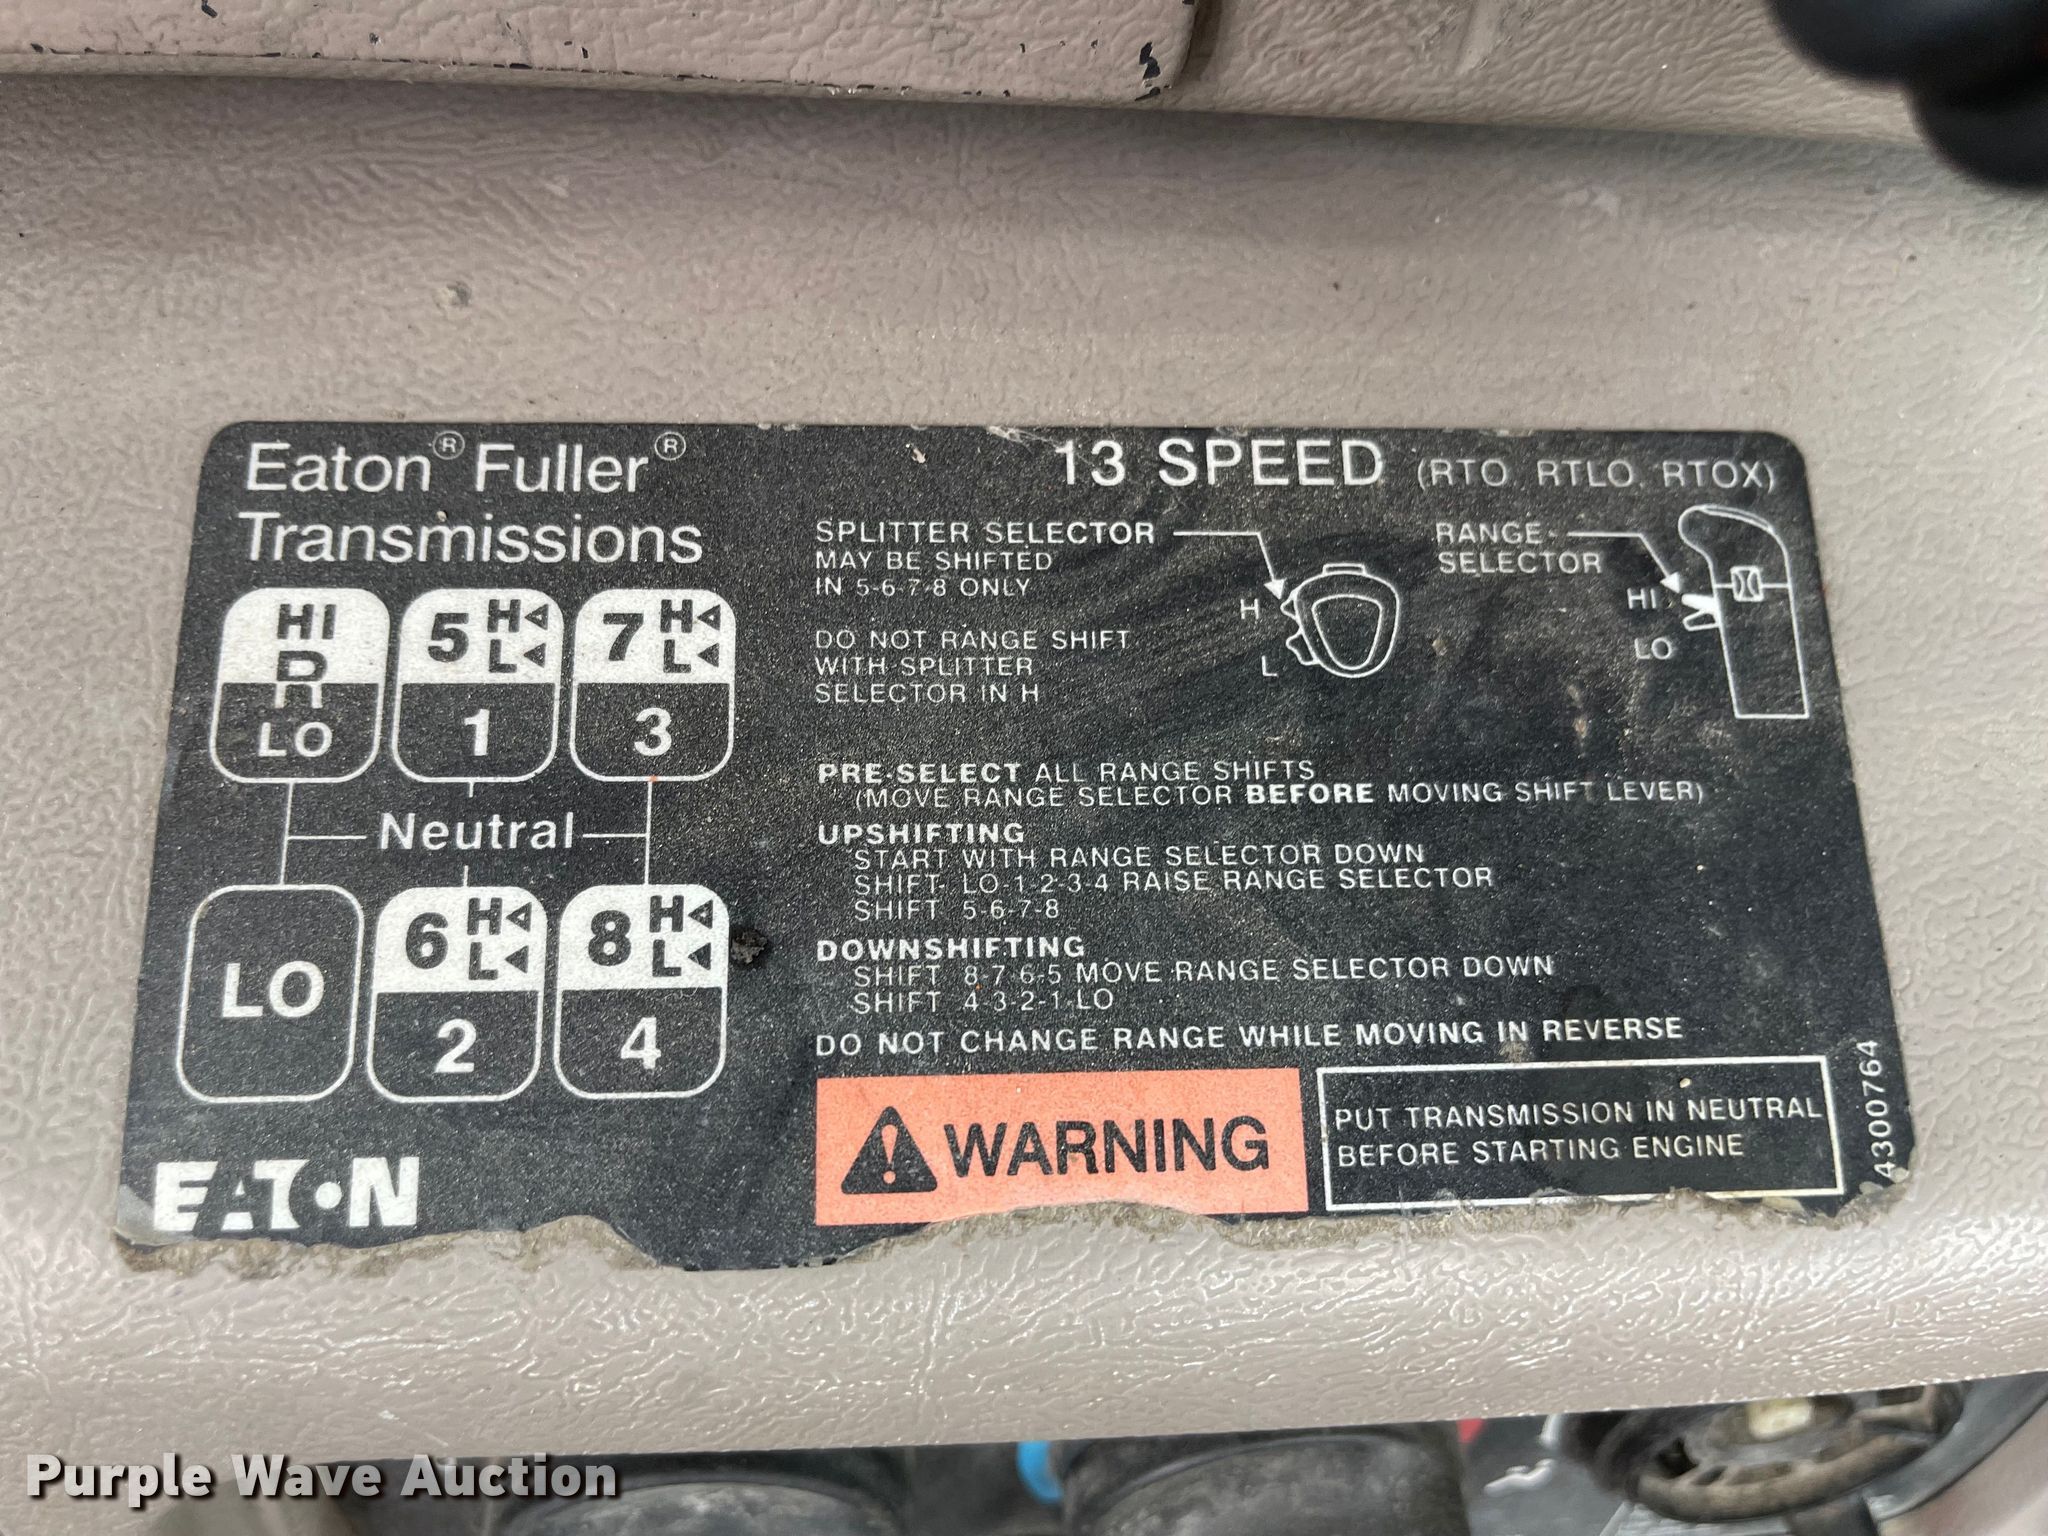 Eaton® Fuller®
Transmissions
13 SPEED (RTO, RTLO, RTOX)
HI
R
LO
5 H
L
1
7 H
L
3
Neutral
LO
6 H
L
2
8 H
L
4
SPLITTER SELECTOR
MAY BE SHIFTED
IN 5-6-7-8 ONLY
DO NOT RANGE SHIFT
WITH SPLITTER
SELECTOR IN H
H
L
RANGE
SELECTOR
HI
LO
PRE-SELECT ALL RANGE SHIFTS
(MOVE RANGE SELECTOR BEFORE MOVING SHIFT LEVER)
UPSHIFTING
START WITH RANGE SELECTOR DOWN
SHIFT LO-1-2-3-4 RAISE RANGE SELECTOR
SHIFT 5-6-7-8
DOWNSHIFTING
SHIFT 8-7-6-5 MOVE RANGE SELECTOR DOWN
SHIFT 4-3-2-1-LO
DO NOT CHANGE RANGE WHILE MOVING IN REVERSE
WARNING
PUT TRANSMISSION IN NEUTRAL
BEFORE STARTING ENGINE
4300764
EATON
Purple Wave Auction